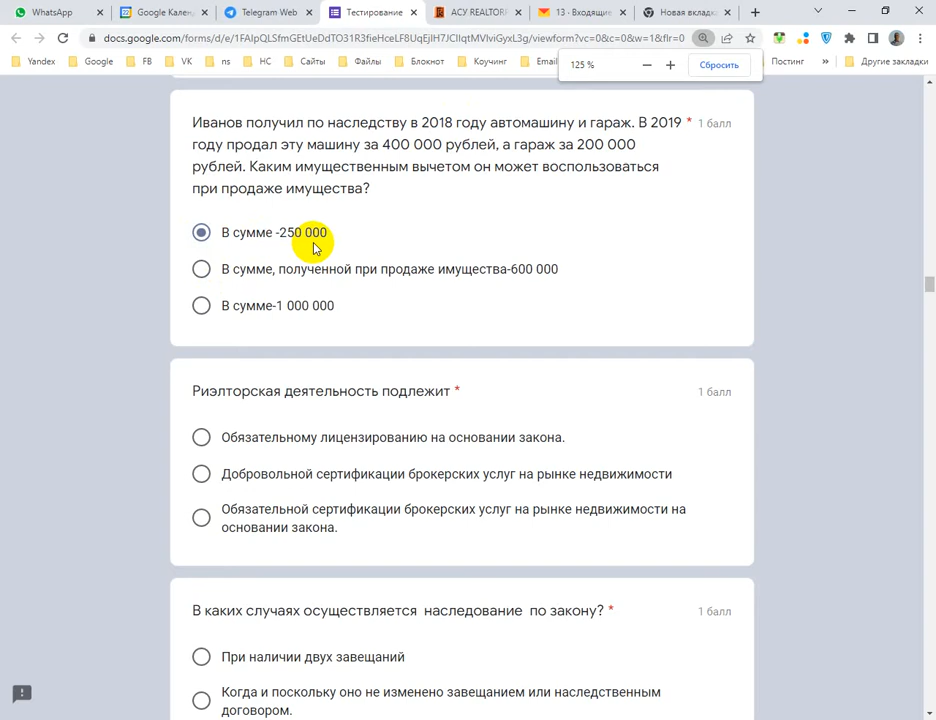 WhatsApp
Google Кален
Telegram Web
Тестирование
АСУ REALTOR
13 · Входящие
Новая вкладк
docs.google.com/forms/d/e/
viewform?vc=0&c=0&w=1&flr=0
Yandex
Google
FB
VK
ns
НС
Сайты
Файлы
Блокнот
Коучинг
Email
125 %
Сбросить
Постинг
»
Другие закладки
Иванов получил по наследству в 2018 году автомашину и гараж. В 2019 * 1 балл
году продал эту машину за 400 000 рублей, а гараж за 200 000
рублей. Каким имущественным вычетом он может воспользоваться
при продаже имущества?
В сумме -250 000
В сумме, полученной при продаже имущества-600 000
В сумме-1 000 000
Риэлторская деятельность подлежит * 1 балл
Обязательному лицензированию на основании закона.
Добровольной сертификации брокерских услуг на рынке недвижимости
Обязательной сертификации брокерских услуг на рынке недвижимости на
основании закона.
В каких случаях осуществляется наследование по закону? * 1 балл
При наличии двух завещаний
Когда и поскольку оно не изменено завещанием или наследственным
договором.